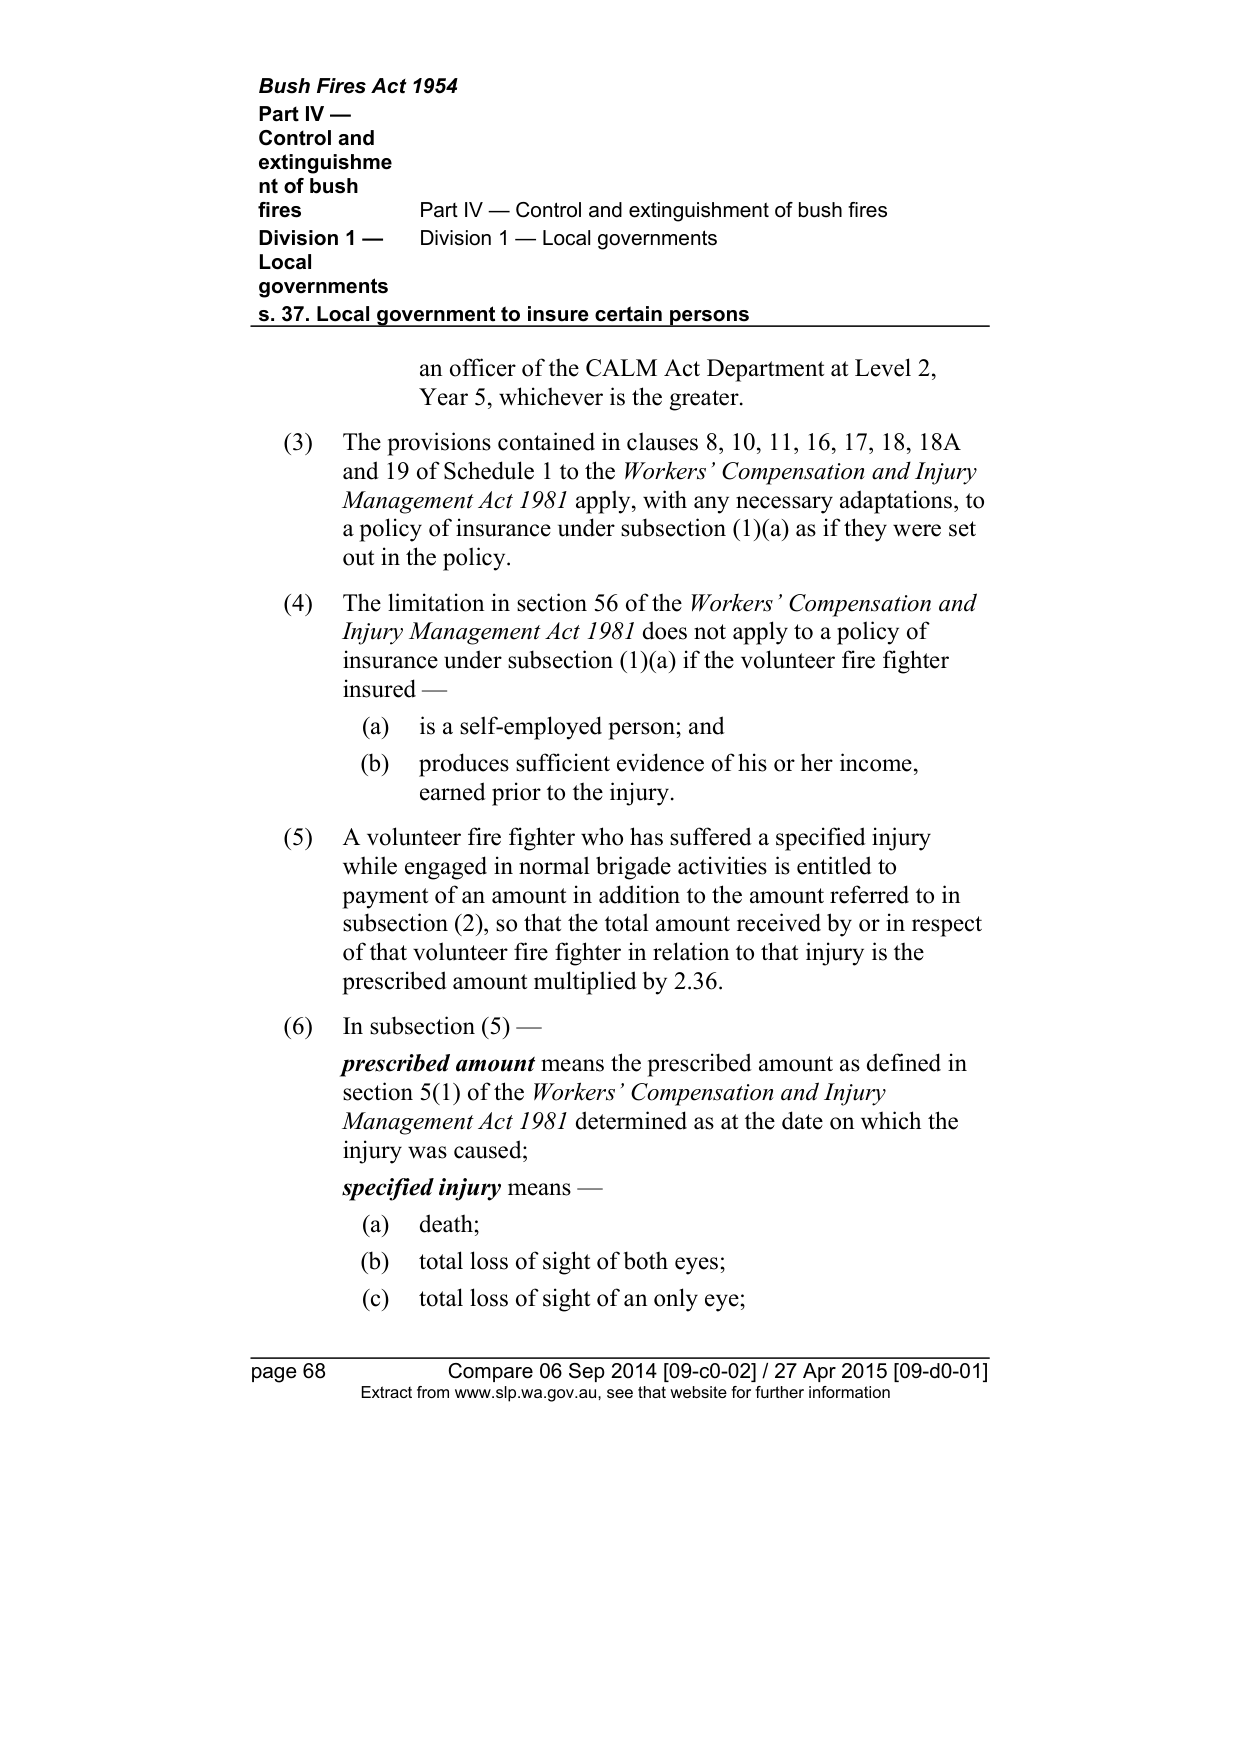 Bush Fires Act 1954
Part IV —
Control and
extinguishme
nt of bush
fires Part IV — Control and extinguishment of bush fires
Division 1 — Division 1 — Local governments
Local
governments
s. 37. Local government to insure certain persons
an officer of the CALM Act Department at Level 2,
Year 5, whichever is the greater.
(3) The provisions contained in clauses 8, 10, 11, 16, 17, 18, 18A
and 19 of Schedule 1 to the Workers’ Compensation and Injury
Management Act 1981 apply, with any necessary adaptations, to
a policy of insurance under subsection (1)(a) as if they were set
out in the policy.
(4) The limitation in section 56 of the Workers’ Compensation and
Injury Management Act 1981 does not apply to a policy of
insurance under subsection (1)(a) if the volunteer fire fighter
insured —
(a) is a self-employed person; and
(b) produces sufficient evidence of his or her income,
earned prior to the injury.
(5) A volunteer fire fighter who has suffered a specified injury
while engaged in normal brigade activities is entitled to
payment of an amount in addition to the amount referred to in
subsection (2), so that the total amount received by or in respect
of that volunteer fire fighter in relation to that injury is the
prescribed amount multiplied by 2.36.
(6) In subsection (5) —
prescribed amount means the prescribed amount as defined in
section 5(1) of the Workers’ Compensation and Injury
Management Act 1981 determined as at the date on which the
injury was caused;
specified injury means —
(a) death;
(b) total loss of sight of both eyes;
(c) total loss of sight of an only eye;
page 68 Compare 06 Sep 2014 [09-c0-02] / 27 Apr 2015 [09-d0-01]
Extract from www.slp.wa.gov.au, see that website for further information